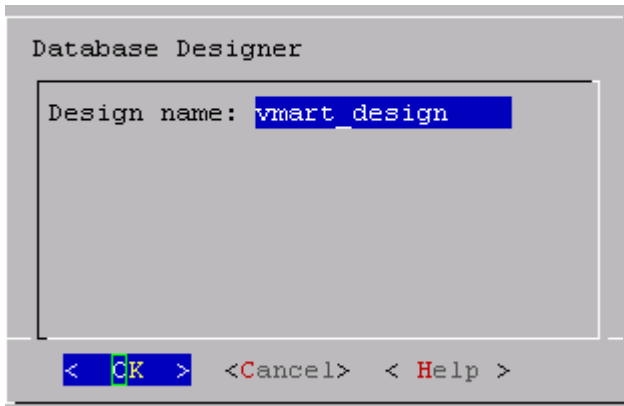 Database Designer
Design name: vmart_design
< OK > <Cancel> < Help >